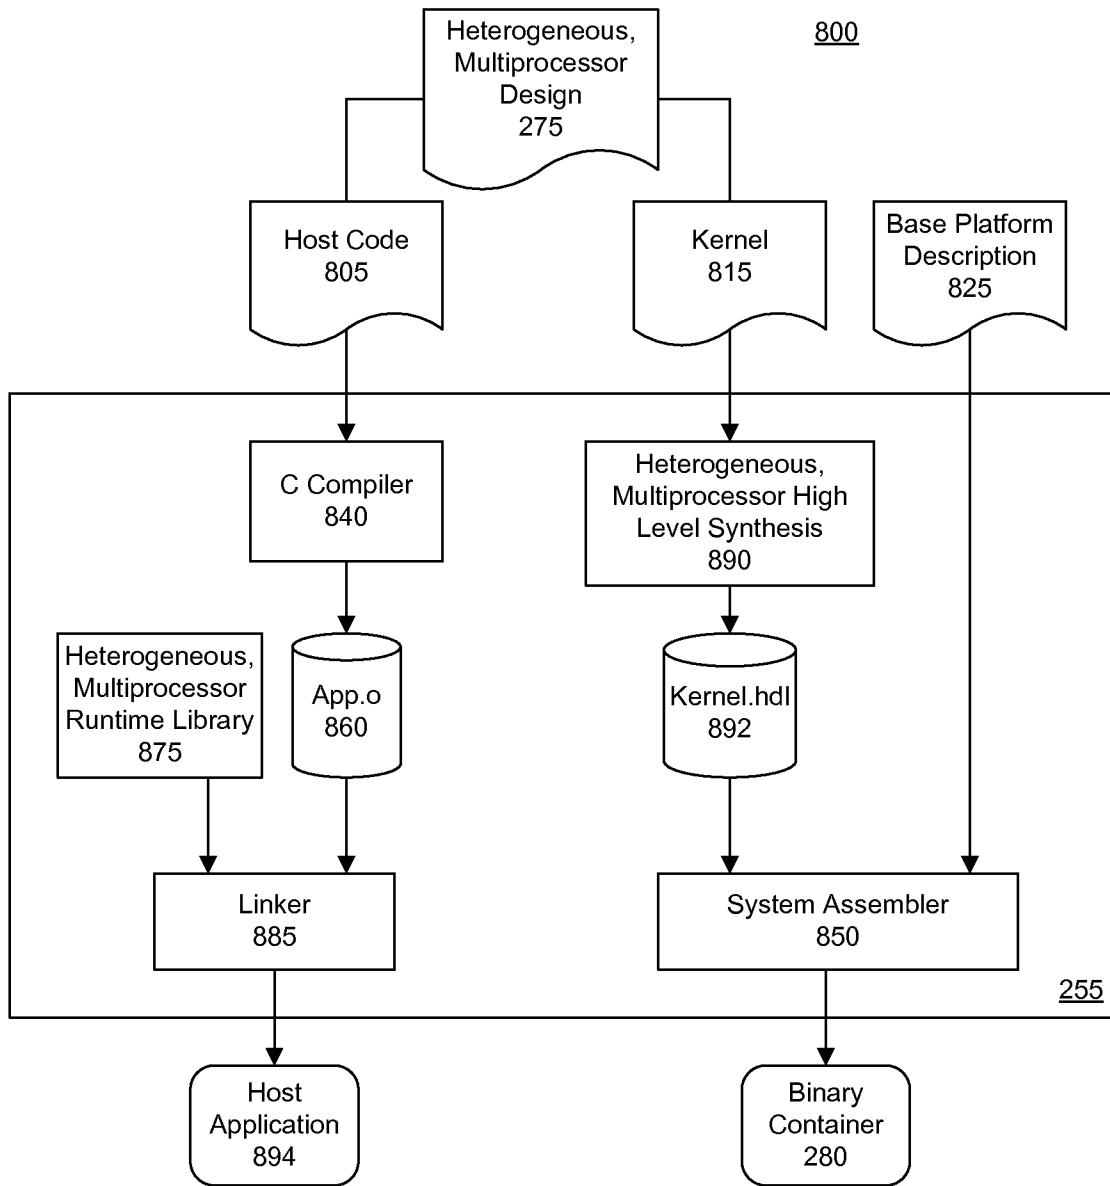 Heterogeneous,
Multiprocessor
Design
275
800
Host Code
805
Kernel
815
Base Platform
Description
825
C Compiler
840
Heterogeneous,
Multiprocessor High
Level Synthesis
890
Heterogeneous,
Multiprocessor
Runtime Library
875
App.o
860
Kernel.hdl
892
Linker
885
System Assembler
850
255
Host
Application
894
Binary
Container
280